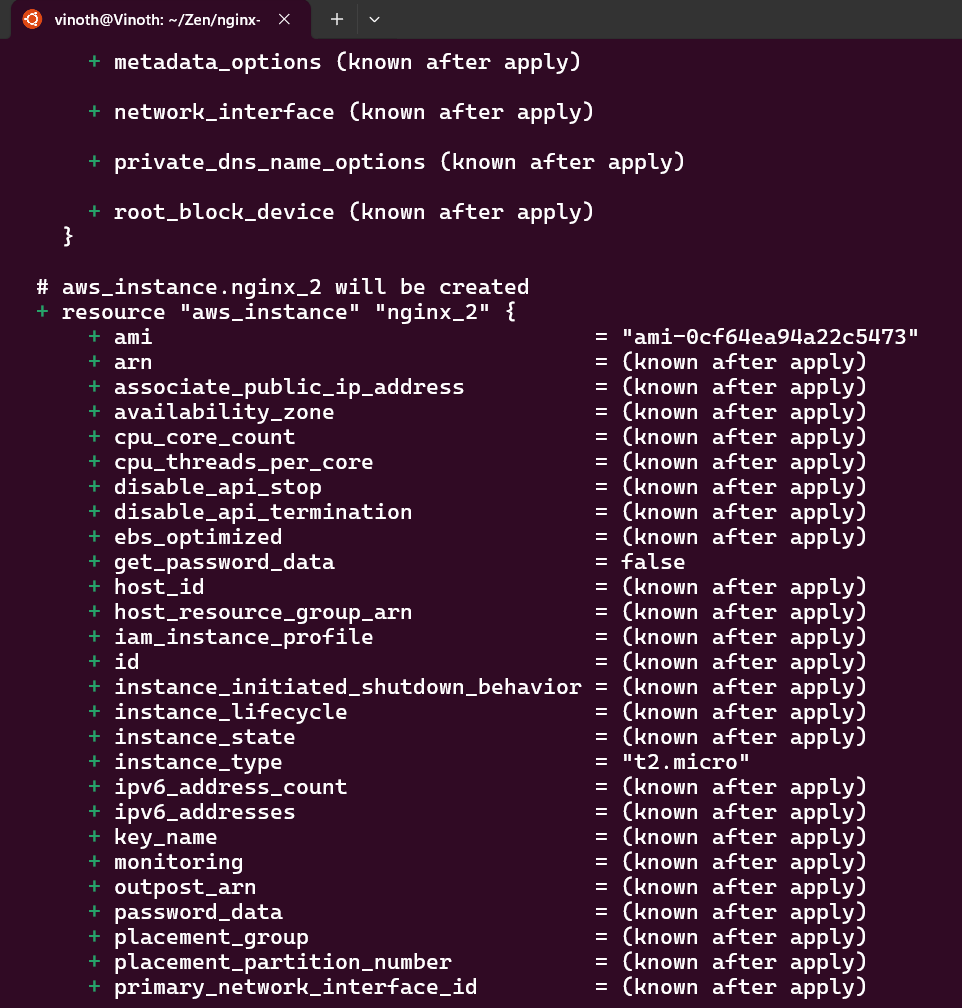 vinoth@Vinoth: ~/Zen/nginx-
+ metadata_options (known after apply)
+ network_interface (known after apply)
+ private_dns_name_options (known after apply)
+ root_block_device (known after apply)
}
# aws_instance.nginx_2 will be created
+ resource "aws_instance" "nginx_2" {
+ ami = "ami-0cf64ea94a22c5473"
+ arn = (known after apply)
+ associate_public_ip_address = (known after apply)
+ availability_zone = (known after apply)
+ cpu_core_count = (known after apply)
+ cpu_threads_per_core = (known after apply)
+ disable_api_stop = (known after apply)
+ disable_api_termination = (known after apply)
+ ebs_optimized = (known after apply)
+ get_password_data = false
+ host_id = (known after apply)
+ host_resource_group_arn = (known after apply)
+ iam_instance_profile = (known after apply)
+ id = (known after apply)
+ instance_initiated_shutdown_behavior = (known after apply)
+ instance_lifecycle = (known after apply)
+ instance_state = (known after apply)
+ instance_type = "t2.micro"
+ ipv6_address_count = (known after apply)
+ ipv6_addresses = (known after apply)
+ key_name = (known after apply)
+ monitoring = (known after apply)
+ outpost_arn = (known after apply)
+ password_data = (known after apply)
+ placement_group = (known after apply)
+ placement_partition_number = (known after apply)
+ primary_network_interface_id = (known after apply)